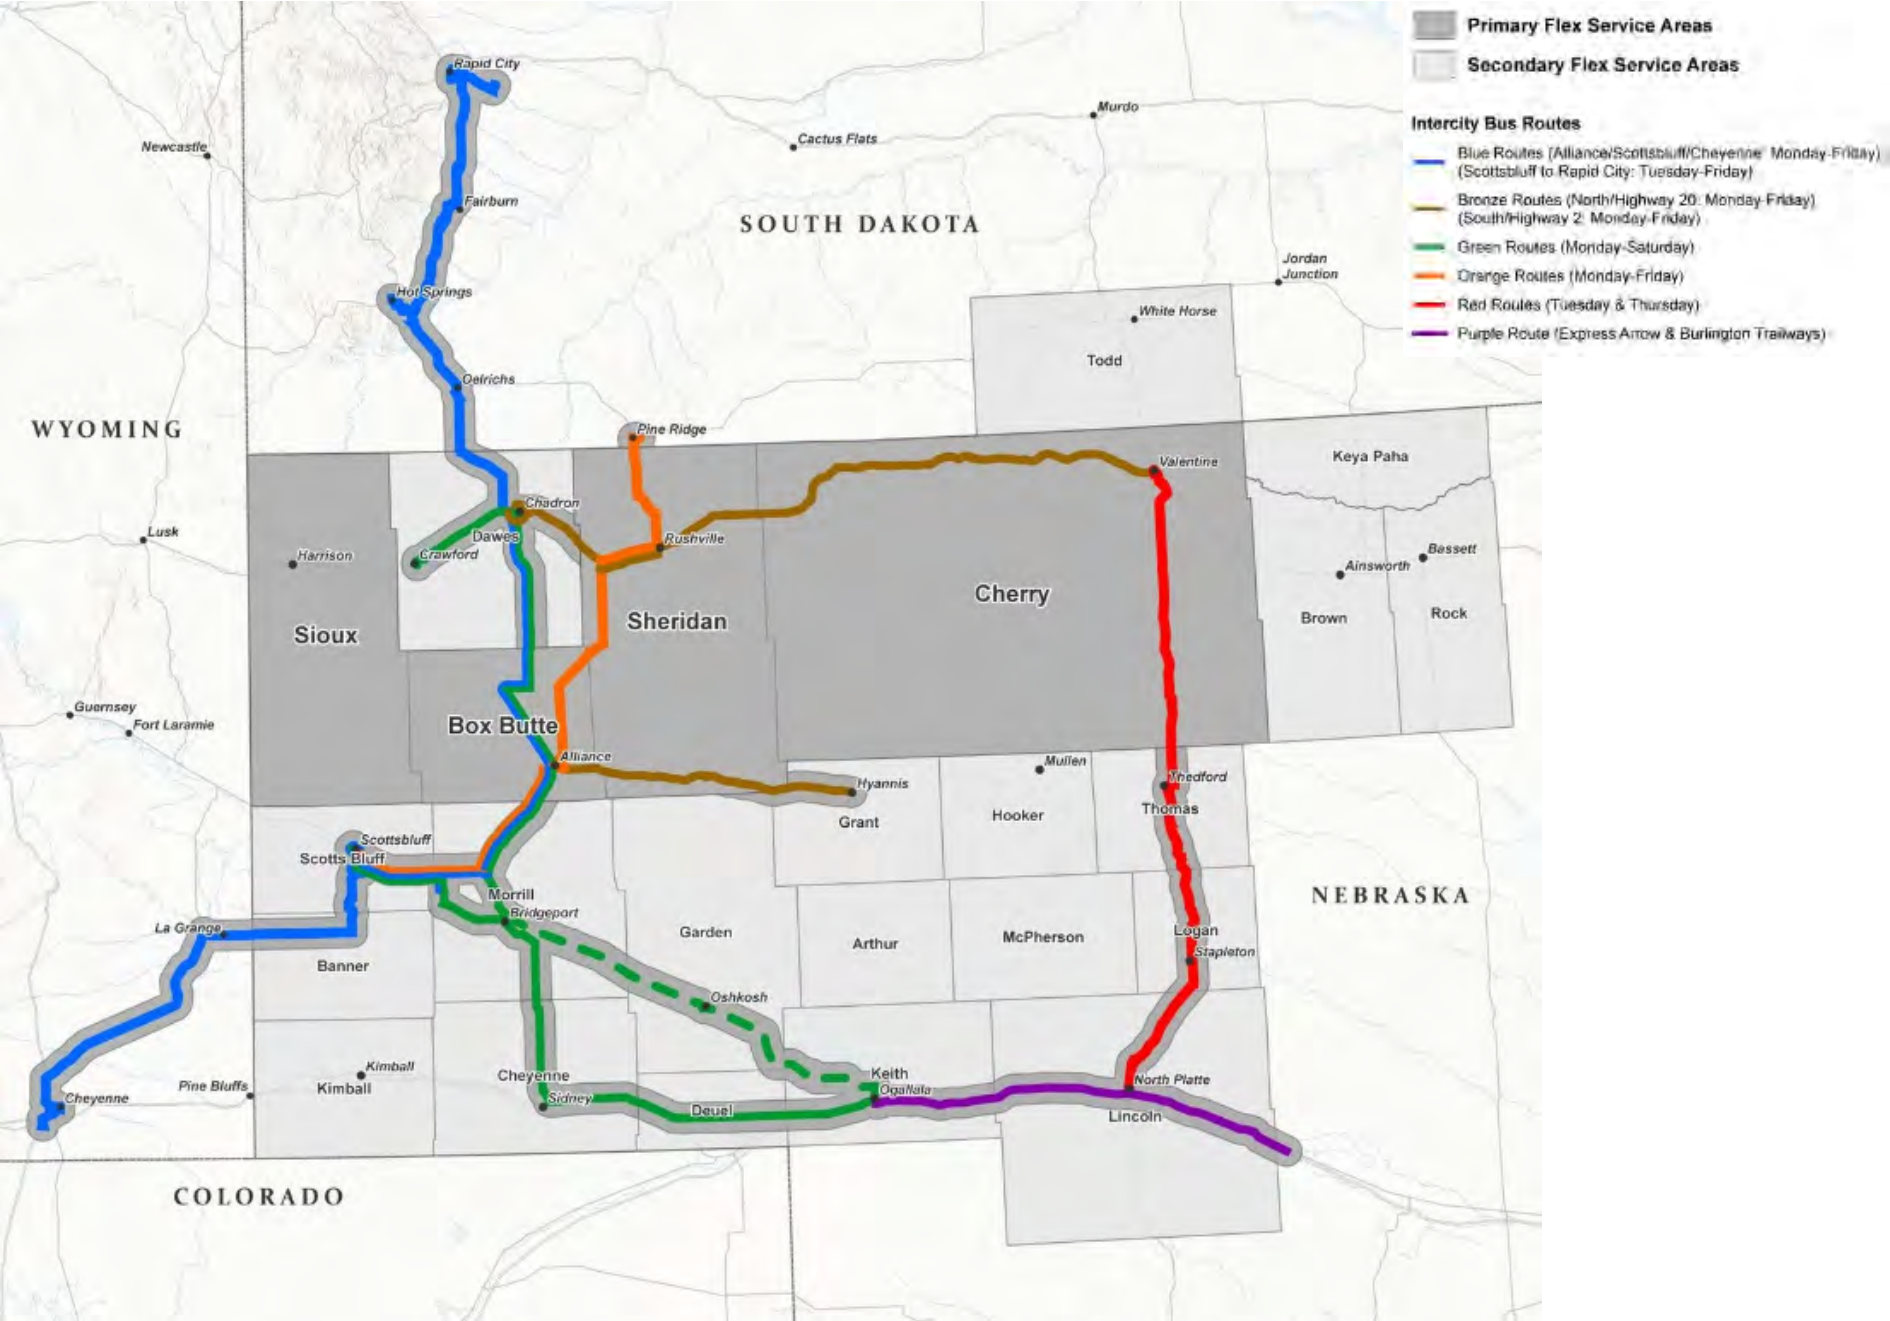 Primary Flex Service Areas
Secondary Flex Service Areas
Intercity Bus Routes
Blue Routes (Alliance/Scottsbluff/Cheyenne: Monday-Friday)
(Scottsbluff to Rapid City: Tuesday-Friday)
Bronze Routes (North/Highway 20: Monday-Friday)
(South/Highway 2: Monday-Friday)
Green Routes (Monday-Saturday)
Orange Routes (Monday-Friday)
Red Routes (Tuesday & Thursday)
Purple Route (Express Arrow & Burlington Trailways)
Rapid City
Murdo
Newcastle
Cactus Flats
Fairburn
SOUTH DAKOTA
Jordan
Junction
Hot Springs
White Horse
Todd
Oelrichs
WYOMING
Pine Ridge
Keya Paha
Valentine
Chadron
Lusk
Dawes
Rushville
Harrison
Crawford
Bassett
Ainsworth
Cherry
Sioux
Sheridan
Brown
Rock
Guernsey
Fort Laramie
Box Butte
Alliance
Mullen
Thedford
Hyannis
Thomas
Grant
Hooker
Scottsbluff
Scotts Bluff
Morrill
NEBRASKA
Bridgeport
La Grange
Garden
Arthur
McPherson
Logan
Stapleton
Banner
Oshkosh
Kimball
Kimball
Cheyenne
Keith
Ogallala
North Platte
Pine Bluffs
Cheyenne
Sidney
Deuel
Lincoln
COLORADO